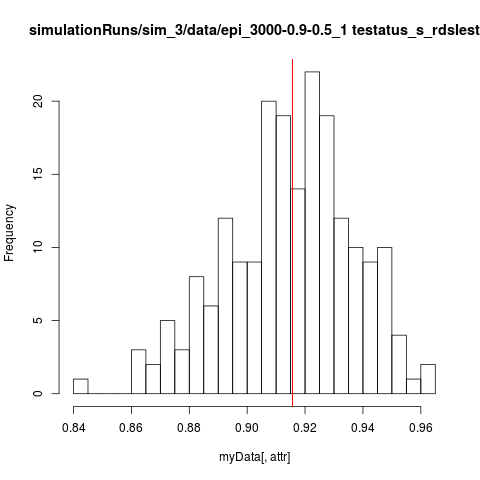 simulationRuns/sim_3/data/epi_3000-0.9-0.5_1 testatus_s_rdslest
Frequency
20
15
10
5
0
0.84 0.86 0.88 0.90 0.92 0.94 0.96
myData[, attr]